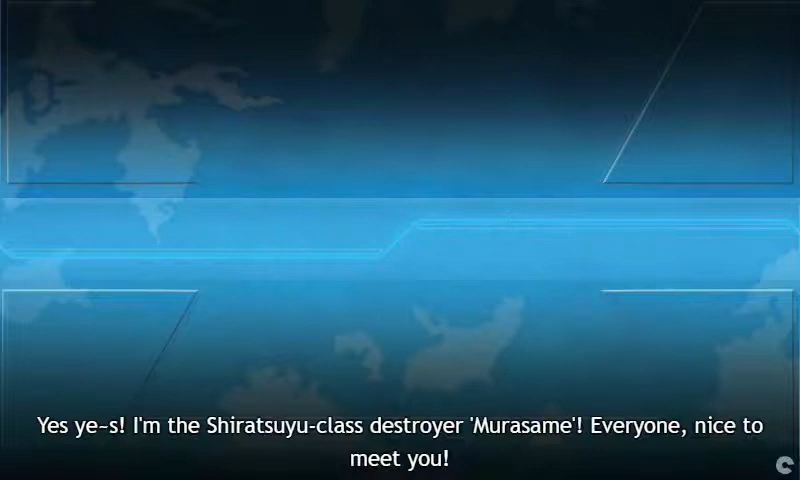 Yes ye~s! I'm the Shiratsuyu-class destroyer 'Murasame'! Everyone, nice to
meet you!